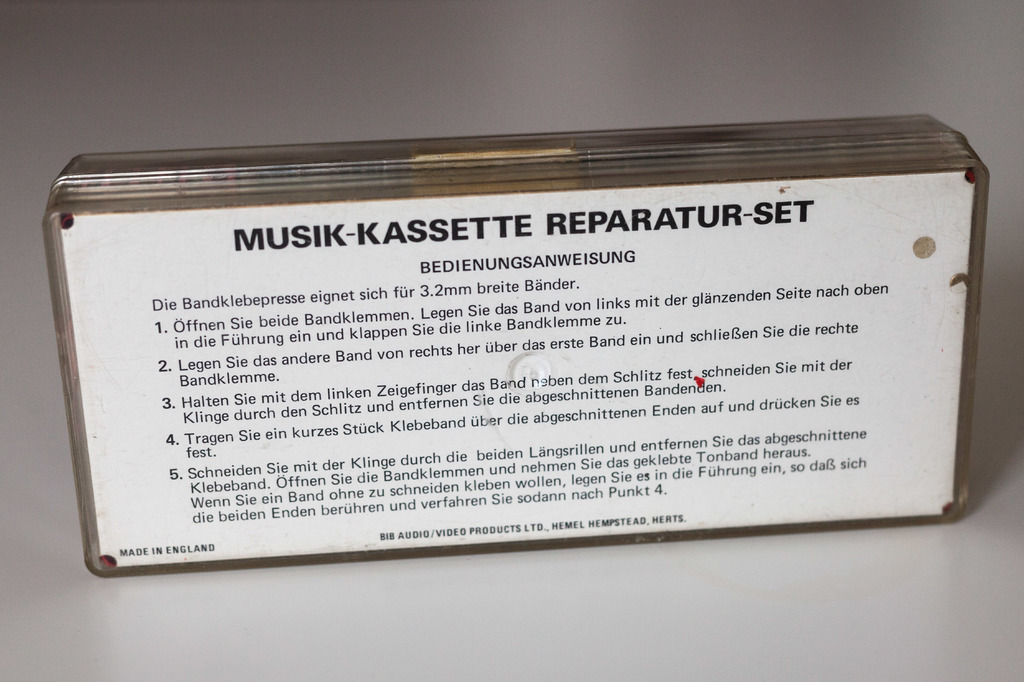 MUSIK-KASSETTE REPARATUR-SET
BEDIENUNGSANWEISUNG
Die Bandklebepresse eignet sich für 3.2mm breite Bänder.
1. Öffnen Sie beide Bandklemmen. Legen Sie das Band von links mit der glänzenden Seite nach oben
in die Führung ein und klappen Sie die linke Bandklemme zu.
2. Legen Sie das andere Band von rechts her über das erste Band ein und schließen Sie die rechte
Bandklemme.
3. Halten Sie mit dem linken Zeigefinger das Band neben dem Schlitz fest, schneiden Sie mit der
Klinge durch den Schlitz und entfernen Sie die abgeschnittenen Bandenden.
4. Tragen Sie ein kurzes Stück Klebeband über die abgeschnittenen Enden auf und drücken Sie es
fest.
5. Schneiden Sie mit der Klinge durch die beiden Längsrillen und entfernen Sie das abgeschnittene
Klebeband. Öffnen Sie die Bandklemmen und nehmen Sie das geklebte Tonband heraus.
Wenn Sie ein Band ohne zu schneiden kleben wollen, legen Sie es in die Führung ein, so daß sich
die beiden Enden berühren und verfahren Sie sodann nach Punkt 4.
BIB AUDIO/VIDEO PRODUCTS LTD., HEMEL HEMPSTEAD, HERTS.
MADE IN ENGLAND